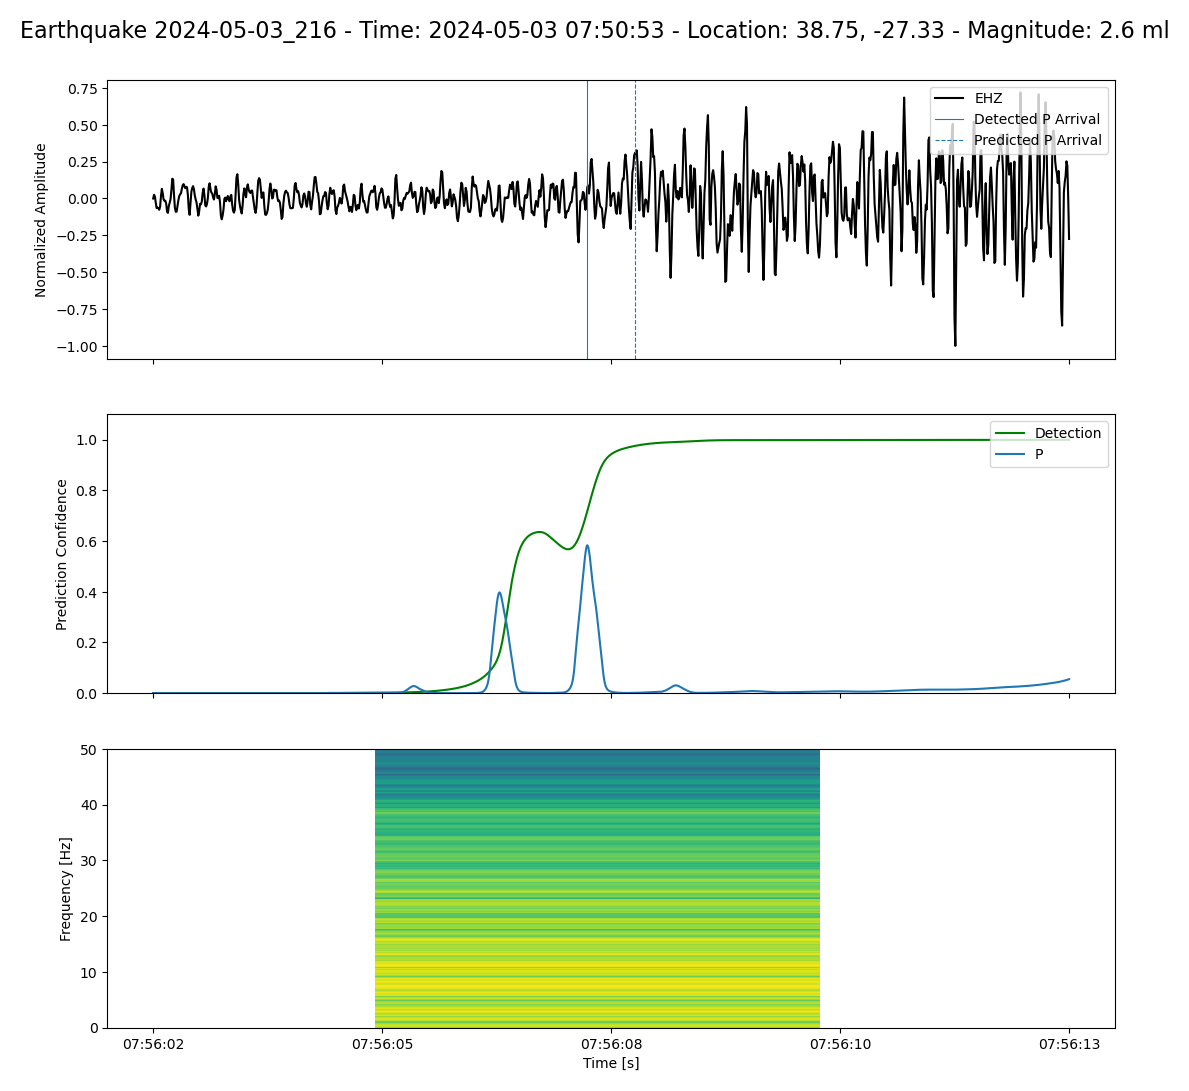 Earthquake 2024-05-03_216 - Time: 2024-05-03 07:50:53 - Location: 38.75, -27.33 - Magnitude: 2.6 ml
0.75
0.50
0.25
0.00
−0.25
−0.50
−0.75
−1.00
Normalized Amplitude
EHZ
Detected P Arrival
Predicted P Arrival
1.0
0.8
0.6
0.4
0.2
0.0
Prediction Confidence
Detection
P
50
40
30
20
10
0
Frequency [Hz]
07:56:02
07:56:05
07:56:08
07:56:10
07:56:13
Time [s]